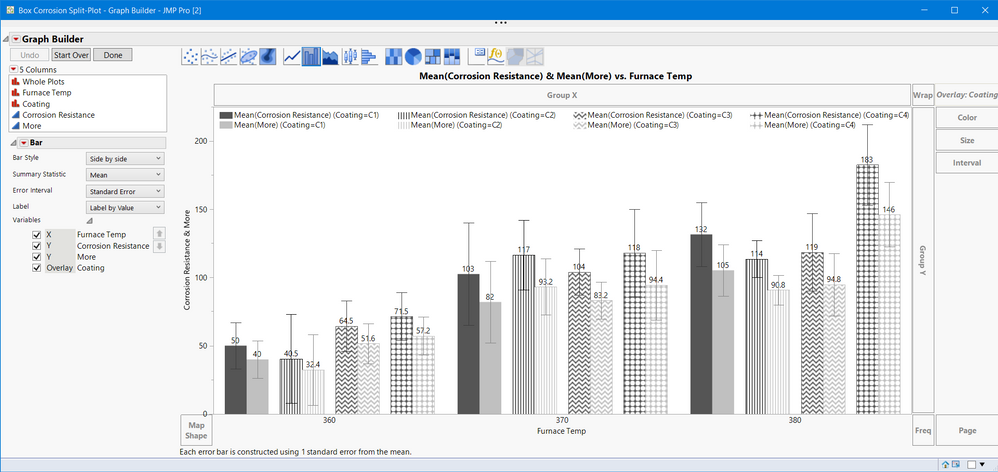 Box Corrosion Split-Plot - Graph Builder - JMP Pro [2]
Graph Builder
Undo Start Over Done
5 Columns
Whole Plots
Furnace Temp
Coating
Corrosion Resistance
More
Bar
Bar Style Side by side
Summary Statistic Mean
Error Interval Standard Error
Label Label by Value
Variables
X Furnace Temp
Y Corrosion Resistance
Y More
Overlay Coating
Mean(Corrosion Resistance) & Mean(More) vs. Furnace Temp
Group X
Wrap
Overlay: Coating
Color
Size
Interval
Mean(Corrosion Resistance) (Coating=C1) Mean(Corrosion Resistance) (Coating=C2) Mean(Corrosion Resistance) (Coating=C3) Mean(Corrosion Resistance) (Coating=C4)
Mean(More) (Coating=C1) Mean(More) (Coating=C2) Mean(More) (Coating=C3) Mean(More) (Coating=C4)
Corrosion Resistance & More
200
150
100
50
0
50 40 40.5 32.4 64.5 51.6 71.5 57.2
103 82 117 93.2 104 83.2 118 94.4
132 105 114 90.8 119 94.8 183 146
Group Y
360 370 380
Furnace Temp
Map Shape
Freq
Page
Each error bar is constructed using 1 standard error from the mean.